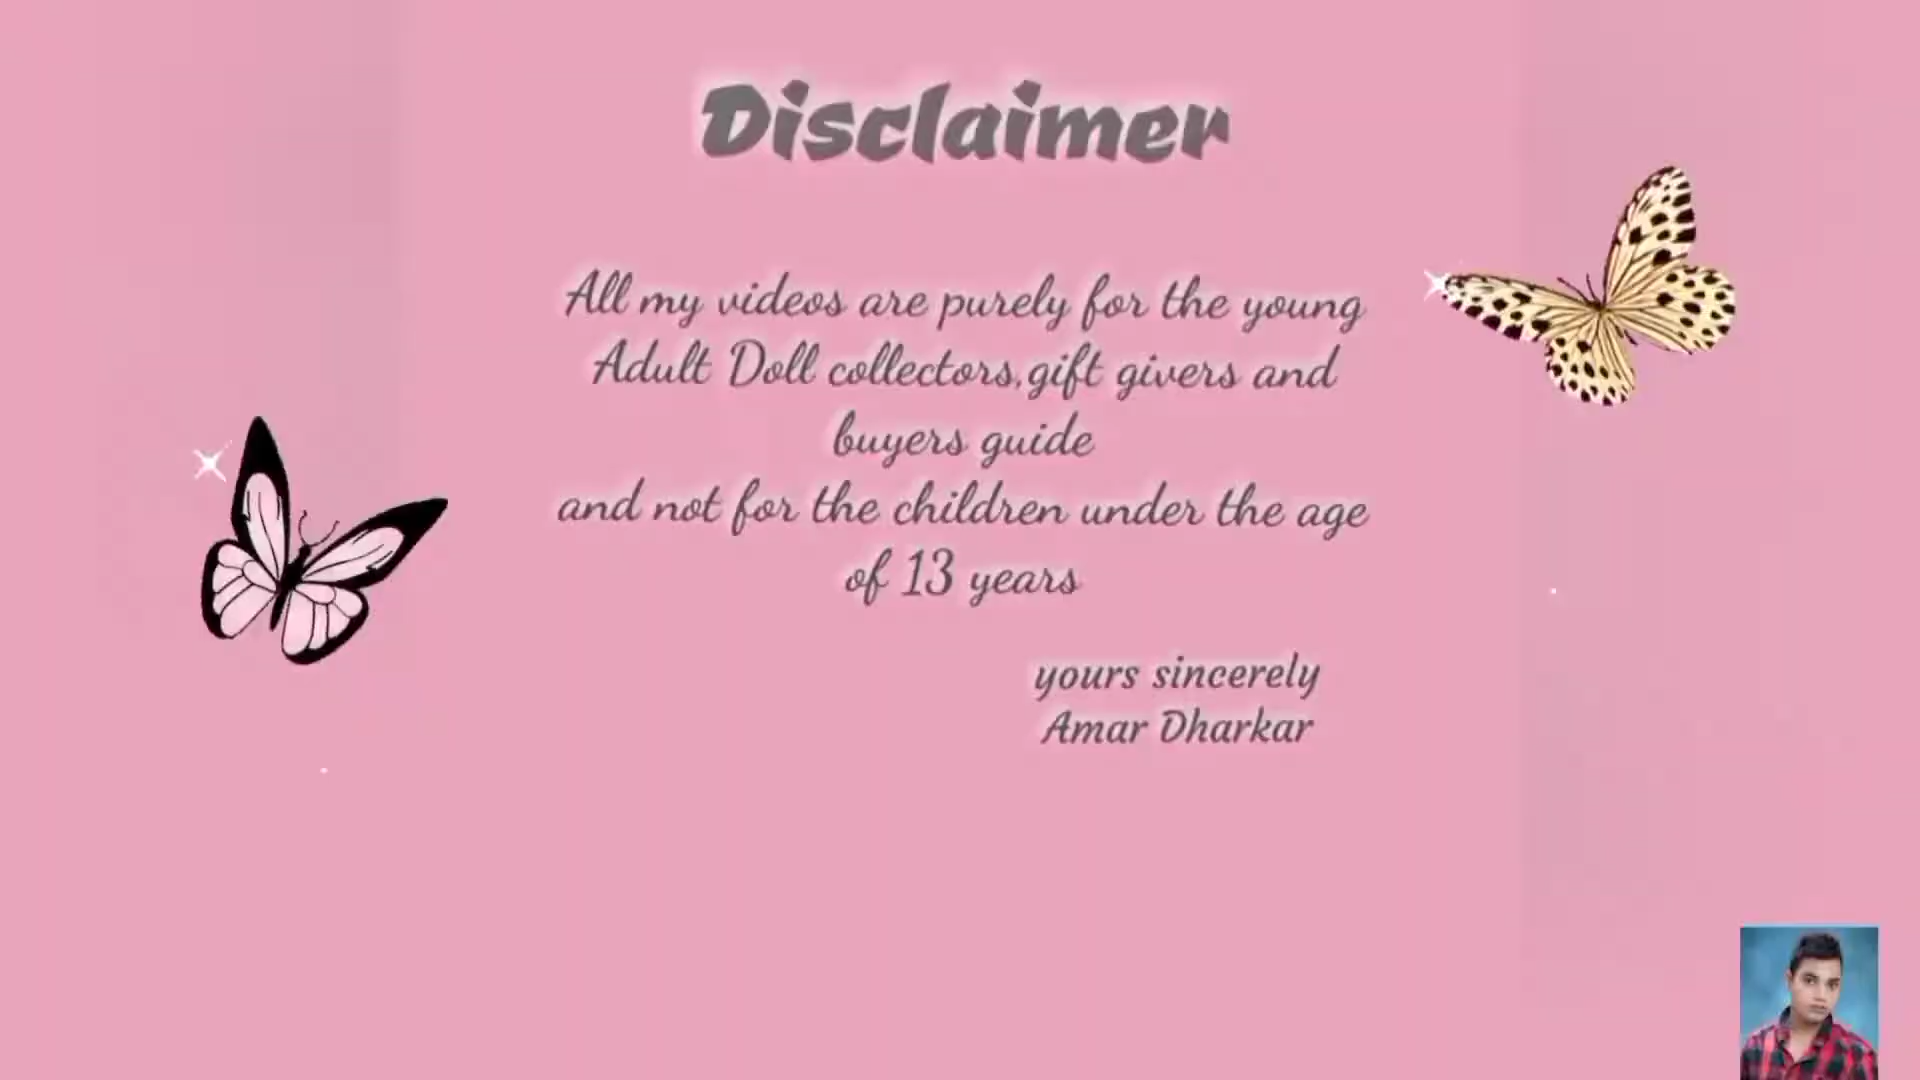 Disclaimer
All my videos are purely for the young
Adult Doll collectors,gift givers and
buyers guide
and not for the children under the age
of 13 years
yours sincerely
Amar Dharkar